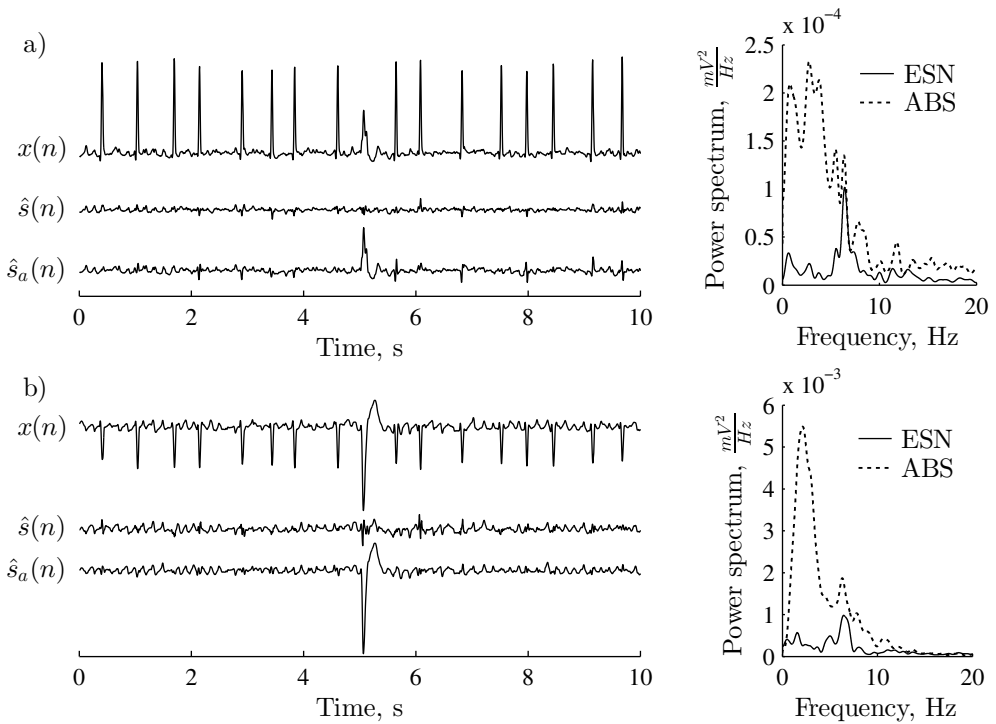 a)
x(n)
ŝ(n)
ŝₐ(n)
0 2 4 6 8 10
Time, s
x 10⁻⁴
2.5
2
1.5
1
0.5
0
Power spectrum, mV²/Hz
ESN
ABS
0 10 20
Frequency, Hz
b)
x(n)
ŝ(n)
ŝₐ(n)
0 2 4 6 8 10
Time, s
x 10⁻³
6
5
4
3
2
1
0
Power spectrum, mV²/Hz
ESN
ABS
0 10 20
Frequency, Hz